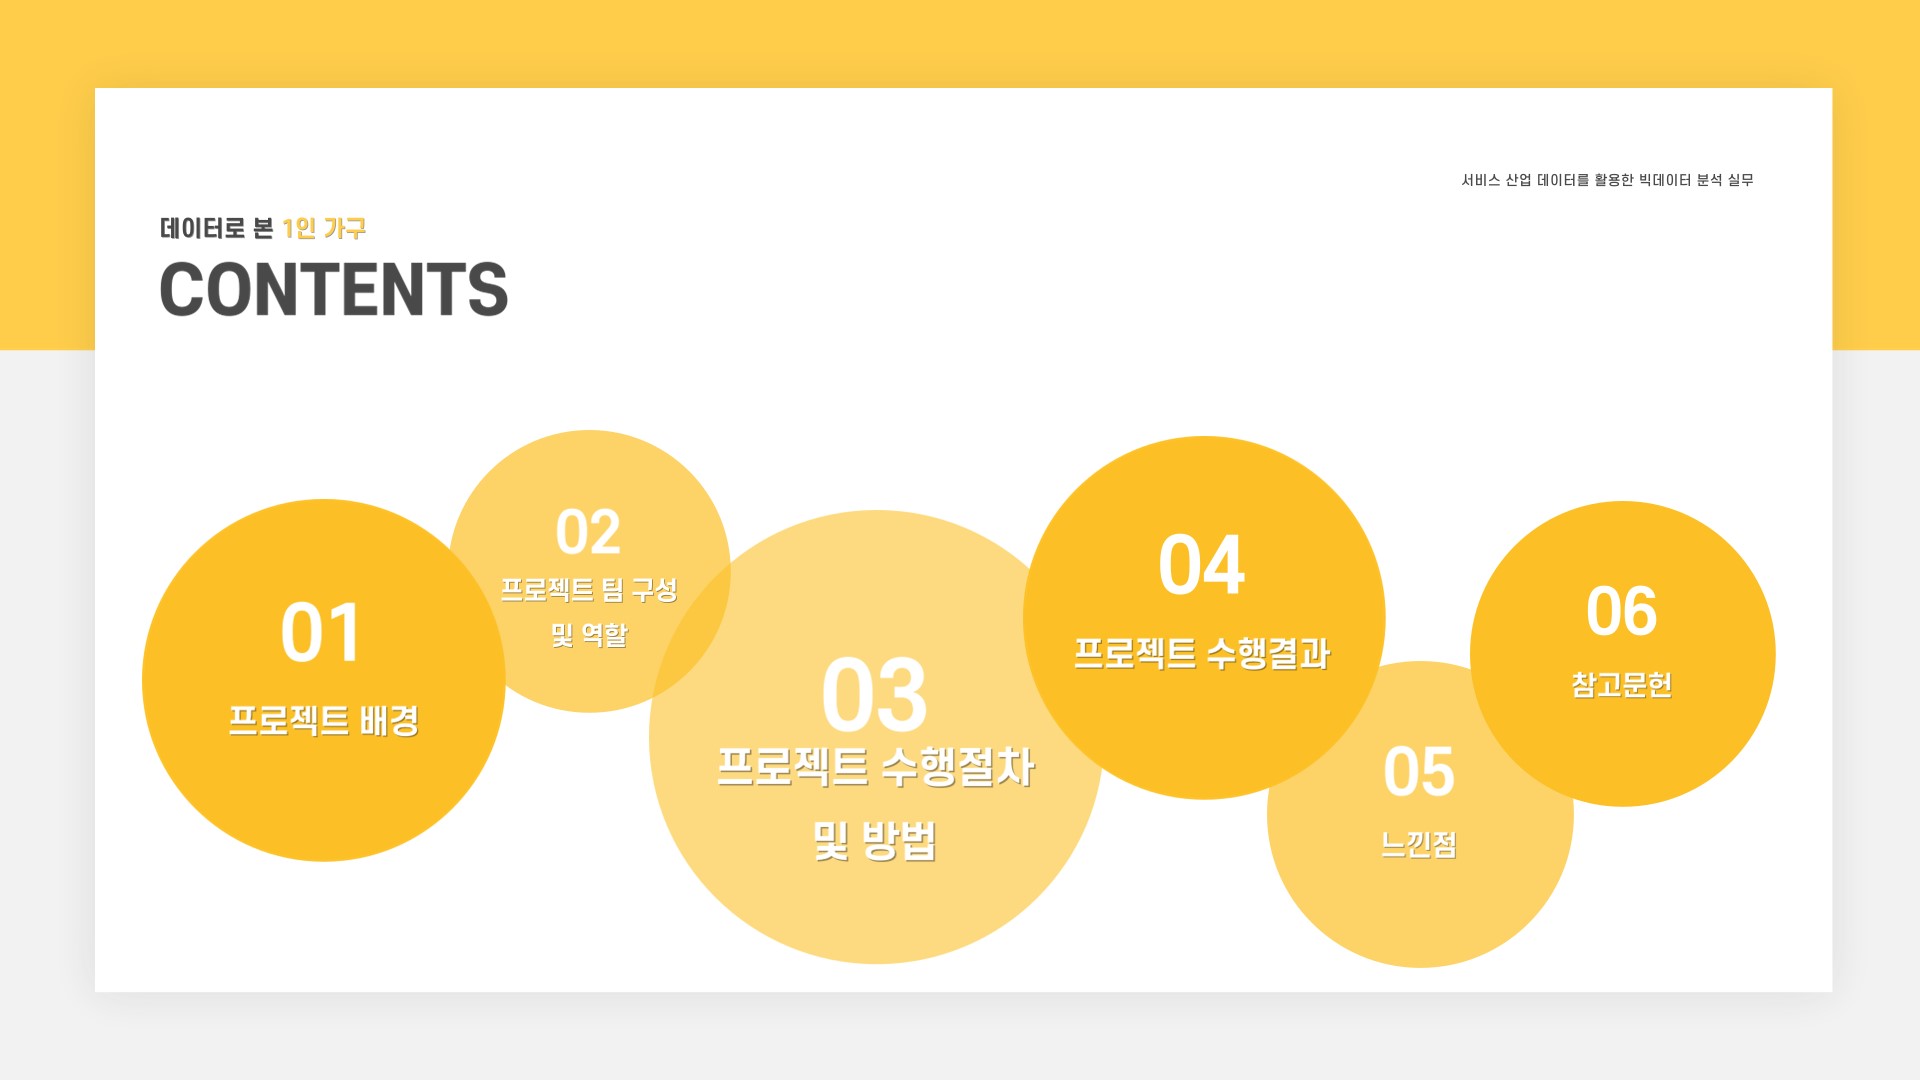 서비스 산업 데이터를 활용한 빅데이터 분석 실무
데이터로 본 1인 가구
CONTENTS
01
프로젝트 배경
02
프로젝트 팀 구성
및 역할
03
프로젝트 수행절차
및 방법
04
프로젝트 수행결과
05
느낀점
06
참고문헌